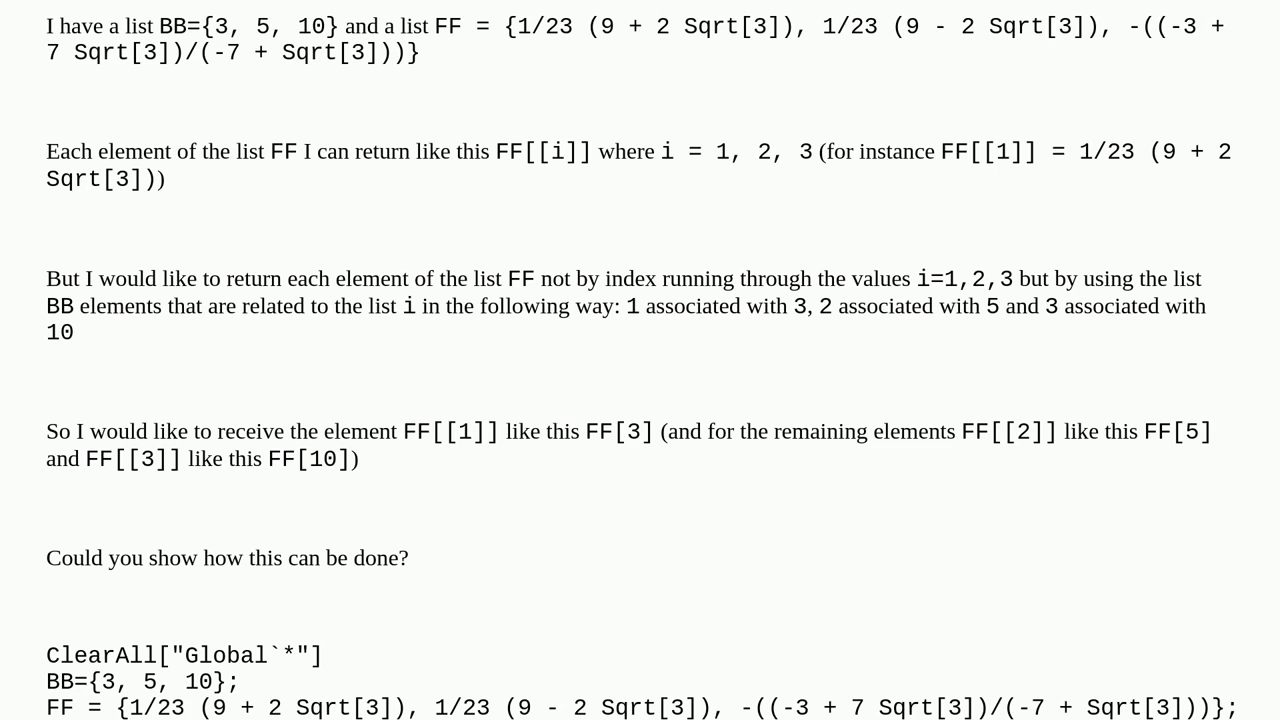 I have a list BB={3, 5, 10} and a list FF = {1/23 (9 + 2 Sqrt[3]), 1/23 (9 - 2 Sqrt[3]), -((-3 +
7 Sqrt[3])/(-7 + Sqrt[3]))}
Each element of the list FF I can return like this FF[[i]] where i = 1, 2, 3 (for instance FF[[1]] = 1/23 (9 + 2
Sqrt[3]))
But I would like to return each element of the list FF not by index running through the values i=1,2,3 but by using the list
BB elements that are related to the list i in the following way: 1 associated with 3, 2 associated with 5 and 3 associated with
10
So I would like to receive the element FF[[1]] like this FF[3] (and for the remaining elements FF[[2]] like this FF[5]
and FF[[3]] like this FF[10])
Could you show how this can be done?
ClearAll["Global`*"]
BB={3, 5, 10};
FF = {1/23 (9 + 2 Sqrt[3]), 1/23 (9 - 2 Sqrt[3]), -((-3 + 7 Sqrt[3])/(-7 + Sqrt[3]))};